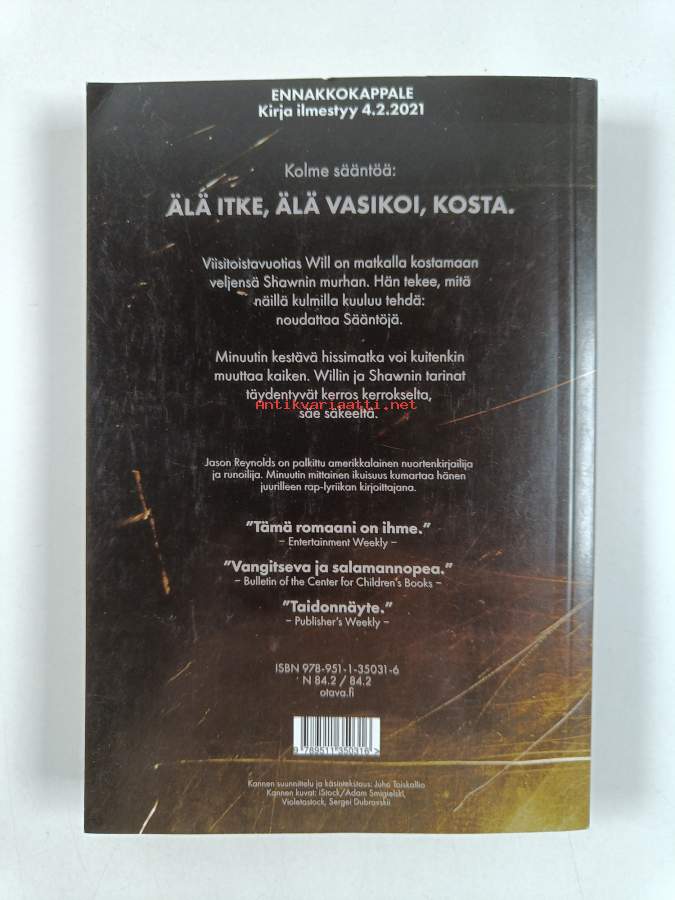 ENNAKKOKAPPALE
Kirja ilmestyy 4.2.2021
Kolme sääntöä:
ÄLÄ ITKE, ÄLÄ VASIKOI, KOSTA.
Viisitoistavuotias Will on matkalla kostamaan
veljensä Shawnin murhan. Hän tekee, mitä
näillä kulmilla kuuluu tehdä:
noudattaa Sääntöjä.
Minuutin kestävä hissimatka voi kuitenkin
muuttaa kaiken. Willin ja Shawnin tarinat
täydentyvät kerros kerrokselta,
Antikvariaatti.net
säe säkeeltä.
Jason Reynolds on palkittu amerikkalainen nuortenkirjailija
ja runoilija. Minuutin mittainen ikuisuus kumartaa hänen
juurilleen rap-lyriikan kirjoittajana.
”Tämä romaani on ihme.”
– Entertainment Weekly –
”Vangitseva ja salamannopea.”
– Bulletin of the Center for Children's Books –
”Taidonnäyte.”
– Publisher's Weekly –
ISBN 978-951-1-35031-6
N 84.2 / 84.2
otava.fi
9 789511 350316 >
Kannen suunnittelu ja käsintekstaus: Juho Taiskallio
Kannen kuvat: iStock/Adam Smigielski,
Violetastock, Sergei Dubrovskii